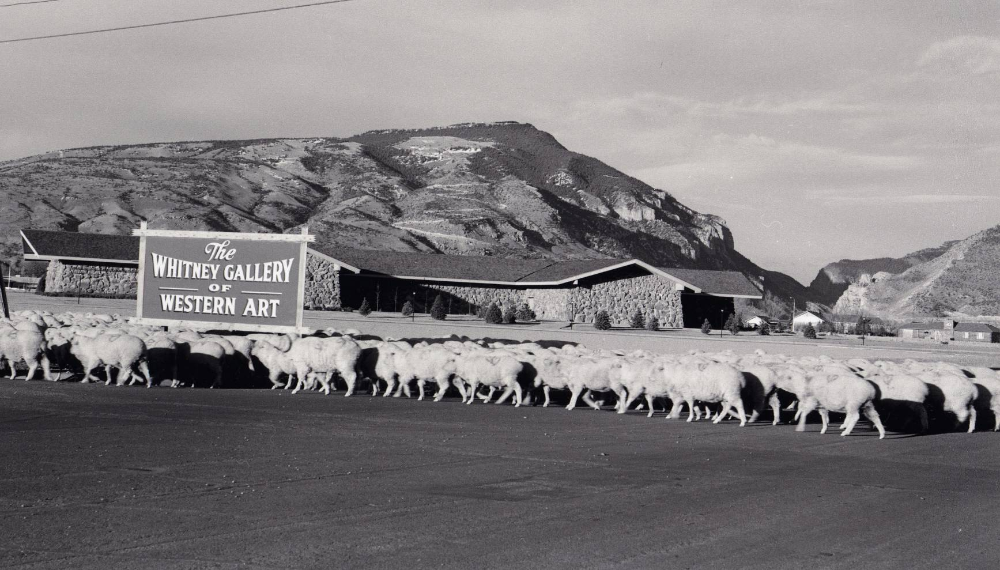 The
WHITNEY GALLERY
OF
WESTERN ART